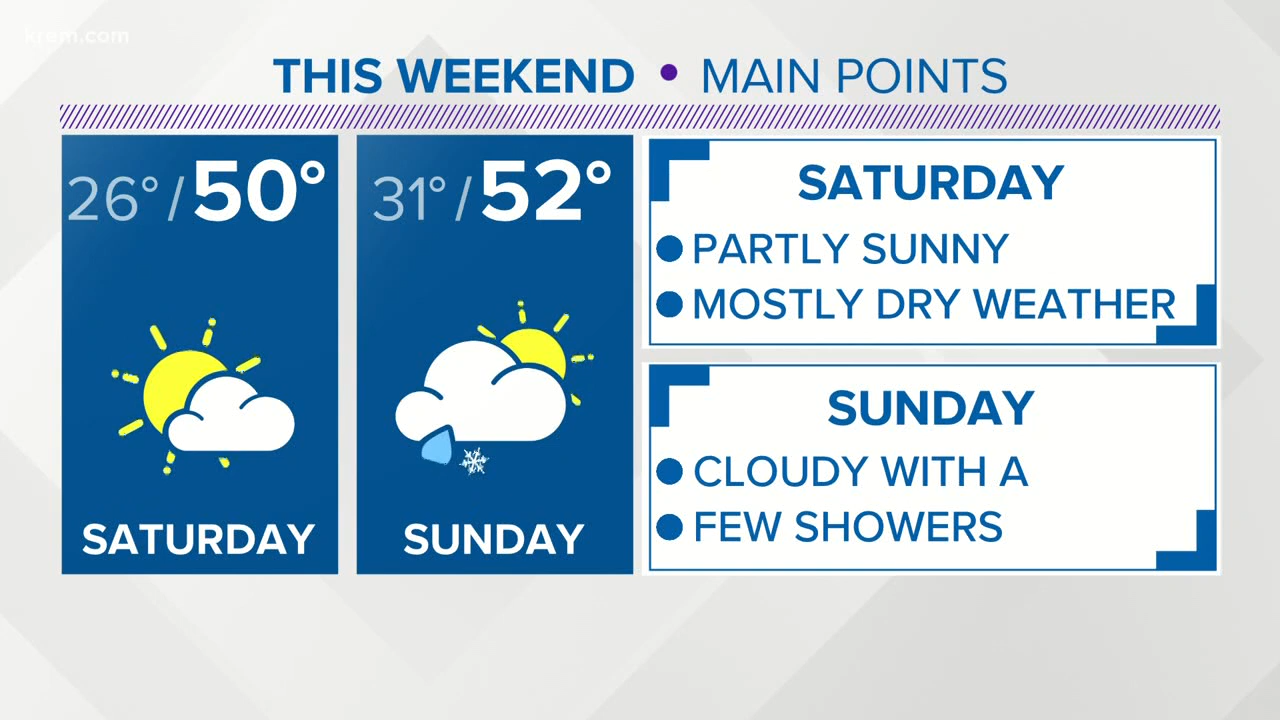 krem.com
THIS WEEKEND • MAIN POINTS
26°/50°
SATURDAY
31°/52°
SUNDAY
SATURDAY
● PARTLY SUNNY
● MOSTLY DRY WEATHER
SUNDAY
● CLOUDY WITH A
● FEW SHOWERS